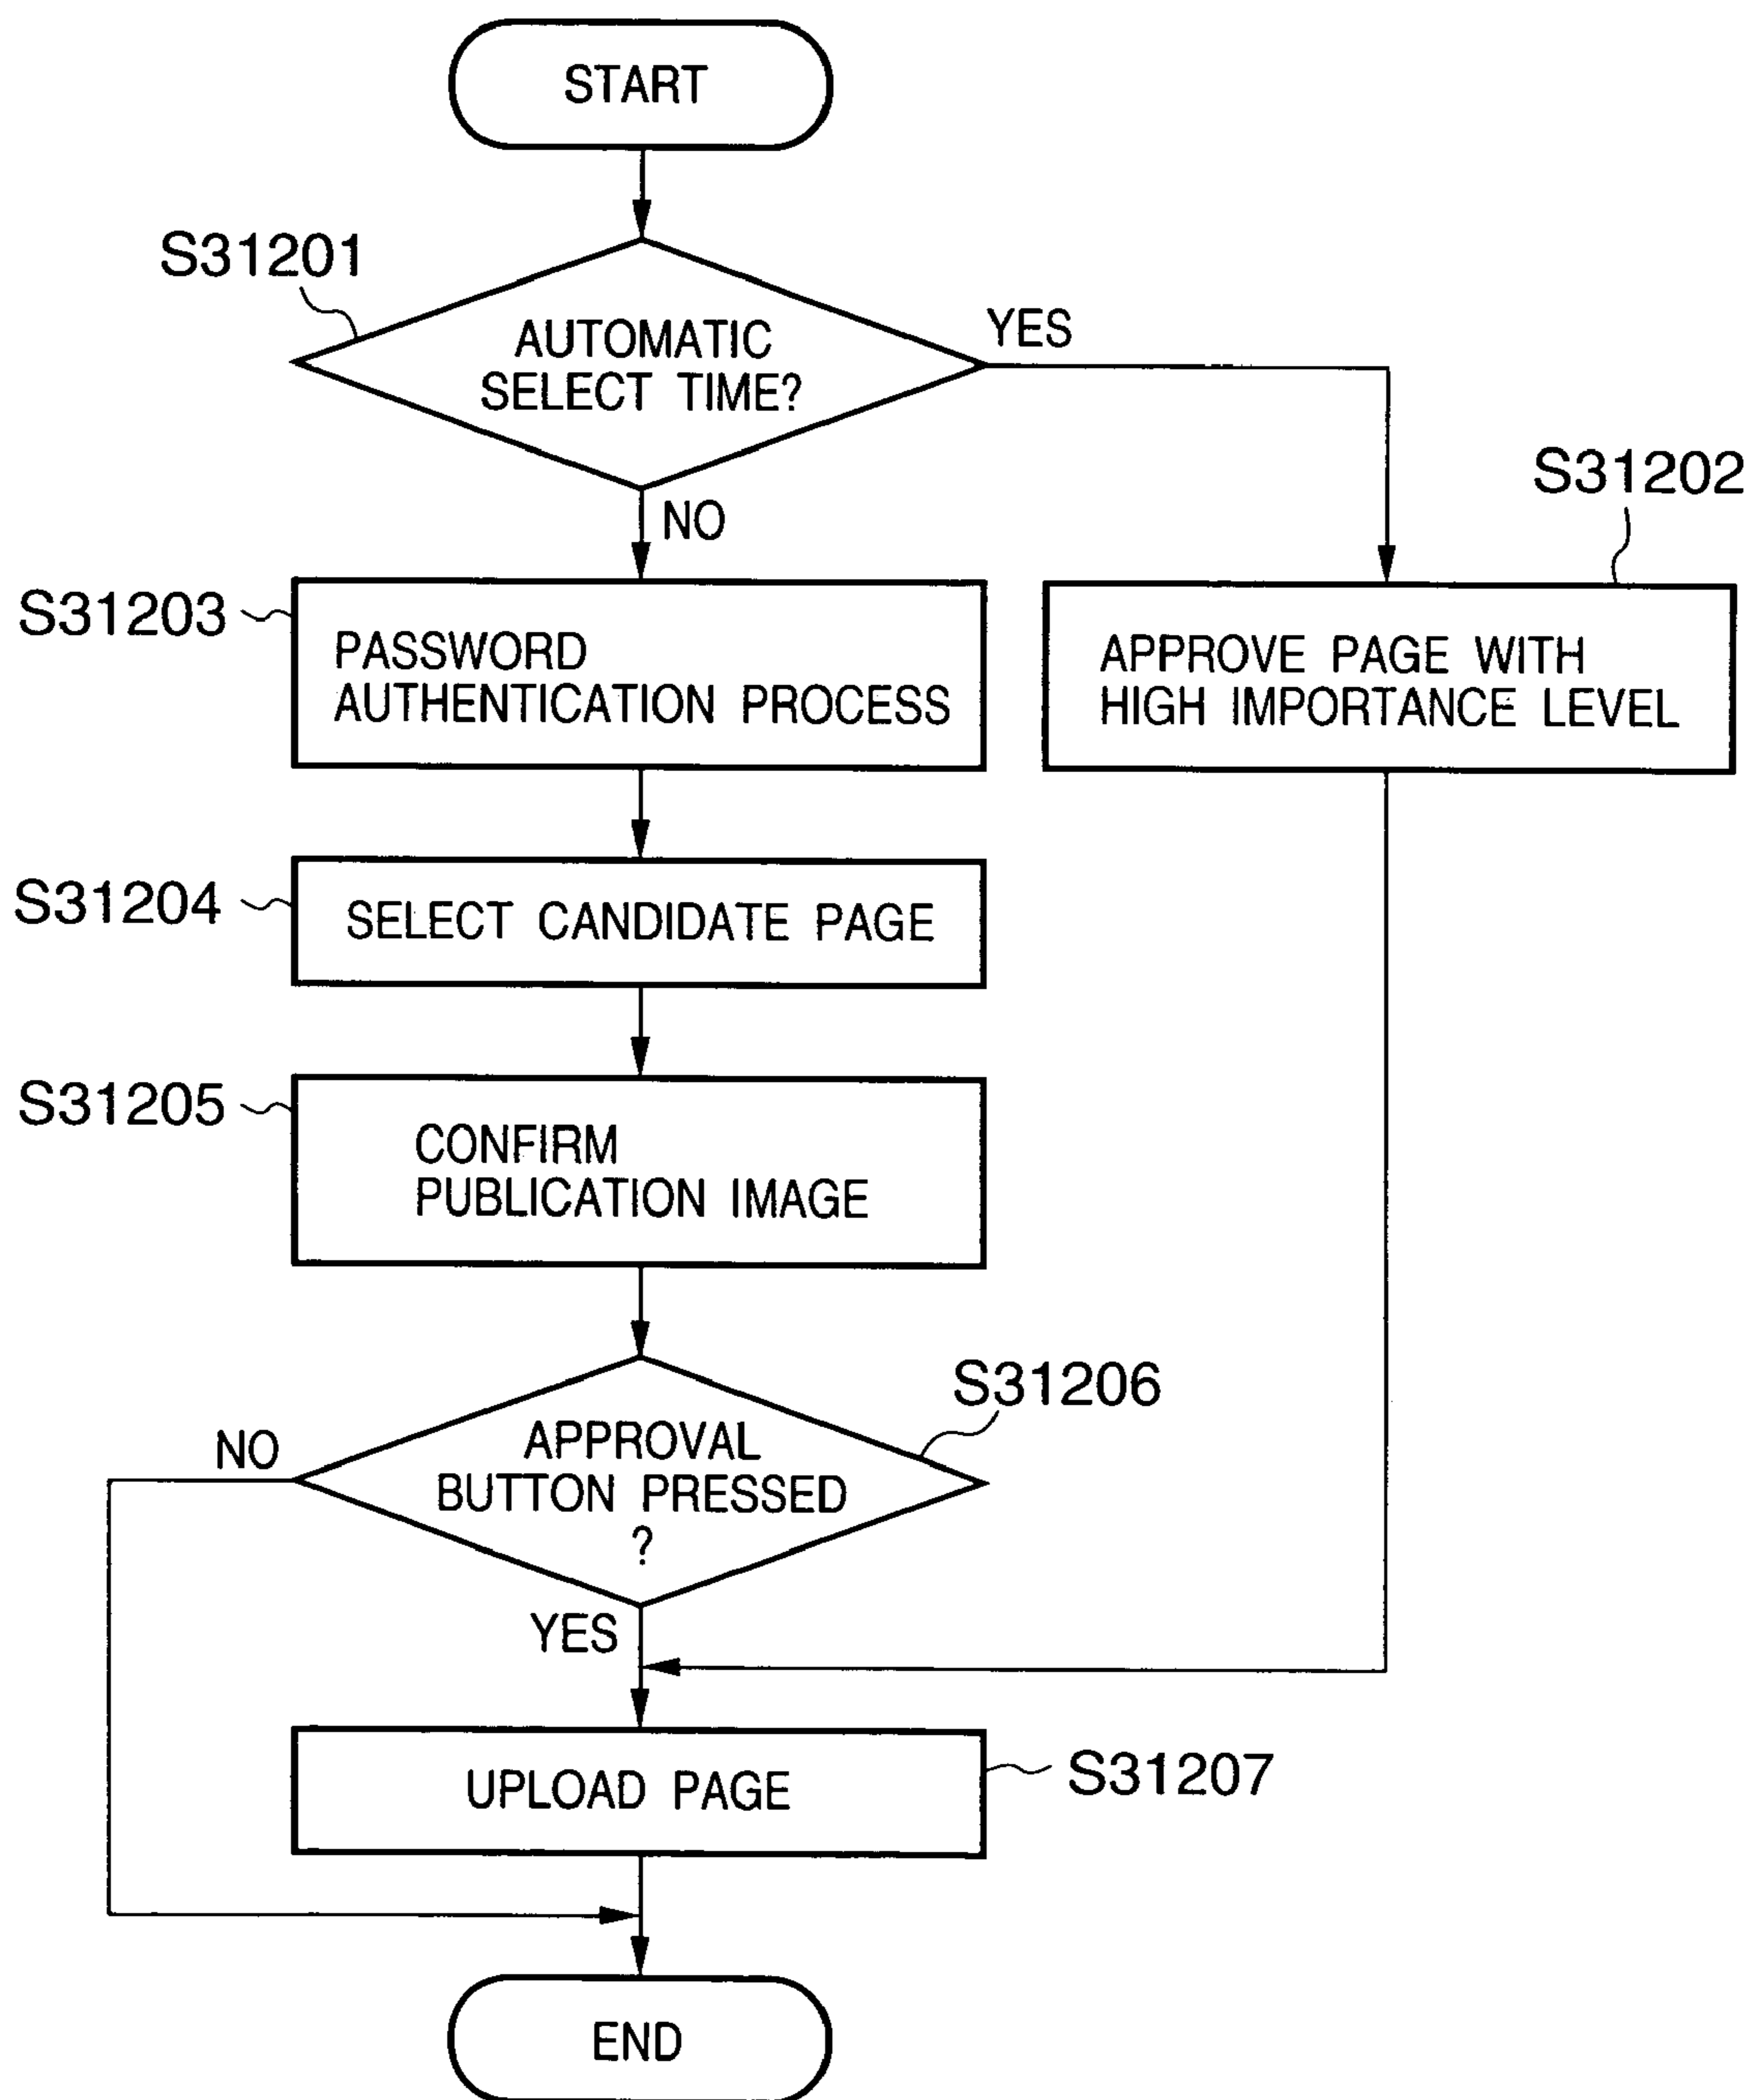 START
S31201
AUTOMATIC
SELECT TIME?
YES
NO
S31202
S31203
PASSWORD
AUTHENTICATION PROCESS
APPROVE PAGE WITH
HIGH IMPORTANCE LEVEL
S31204
SELECT CANDIDATE PAGE
S31205
CONFIRM
PUBLICATION IMAGE
S31206
NO
APPROVAL
BUTTON PRESSED
?
YES
UPLOAD PAGE
S31207
END